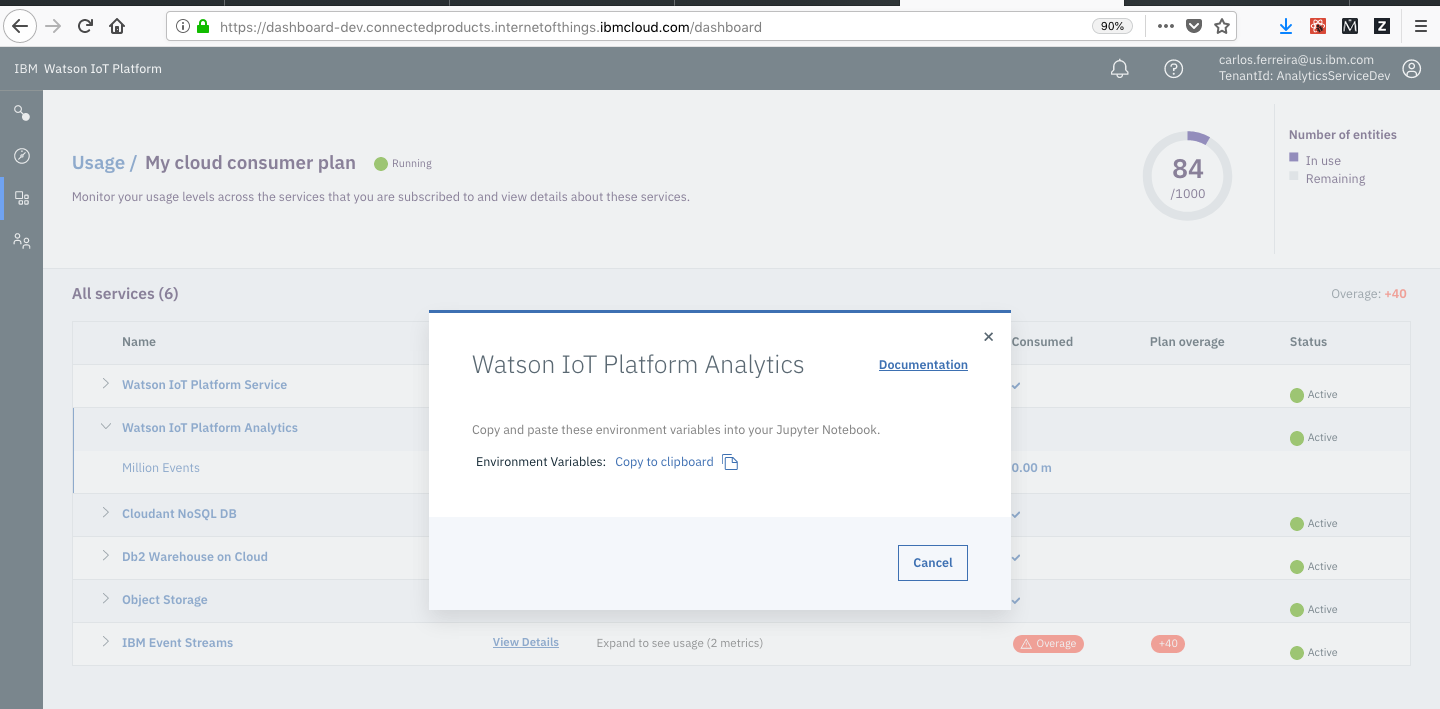 https://dashboard-dev.connectedproducts.internetofthings.ibmcloud.com/dashboard
90%
M
Z
IBM Watson IoT Platform
carlos.ferreira@us.ibm.com
TenantId: AnalyticsServiceDev
Usage / My cloud consumer plan
Running
Monitor your usage levels across the services that you are subscribed to and view details about these services.
84
/1000
Number of entities
In use
Remaining
All services (6)
Overage: +40
Name
Consumed
Plan overage
Status
Watson IoT Platform Service
Active
Watson IoT Platform Analytics
Active
Million Events
0.00 m
Cloudant NoSQL DB
Active
Db2 Warehouse on Cloud
Active
Object Storage
Active
IBM Event Streams
View Details
Expand to see usage (2 metrics)
Overage
+40
Active
Watson IoT Platform Analytics
Documentation
Copy and paste these environment variables into your Jupyter Notebook.
Environment Variables: Copy to clipboard
Cancel